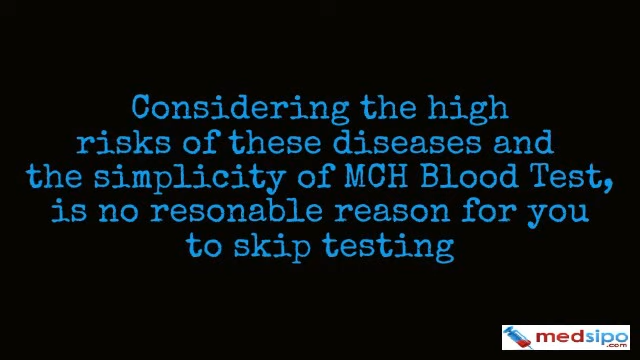 Considering the high
risks of these diseases and
the simplicity of MCH Blood Test,
is no resonable reason for you
to skip testing
medsipo
.com